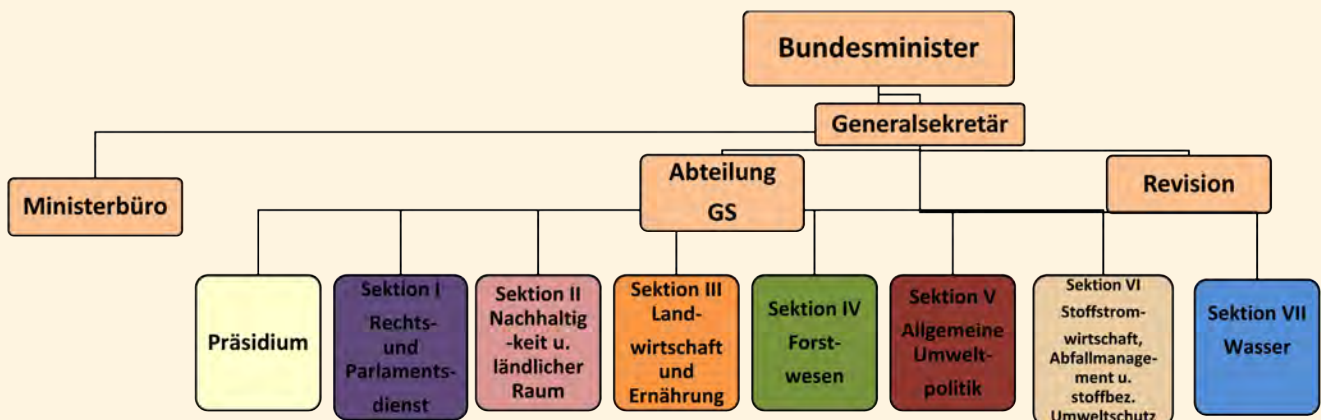 Bundesminister
Generalsekretär
Ministerbüro
Abteilung
GS
Revision
Präsidium
Sektion I
Rechts-
und
Parlaments-
dienst
Sektion II
Nachhaltig
-keit u.
ländlicher
Raum
Sektion III
Land-
wirtschaft
und
Ernährung
Sektion IV
Forst-
wesen
Sektion V
Allgemeine
Umwelt-
politik
Sektion VI
Stoffstrom-
wirtschaft,
Abfallmanage-
ment u.
stoffbez.
Umweltschutz
Sektion VII
Wasser